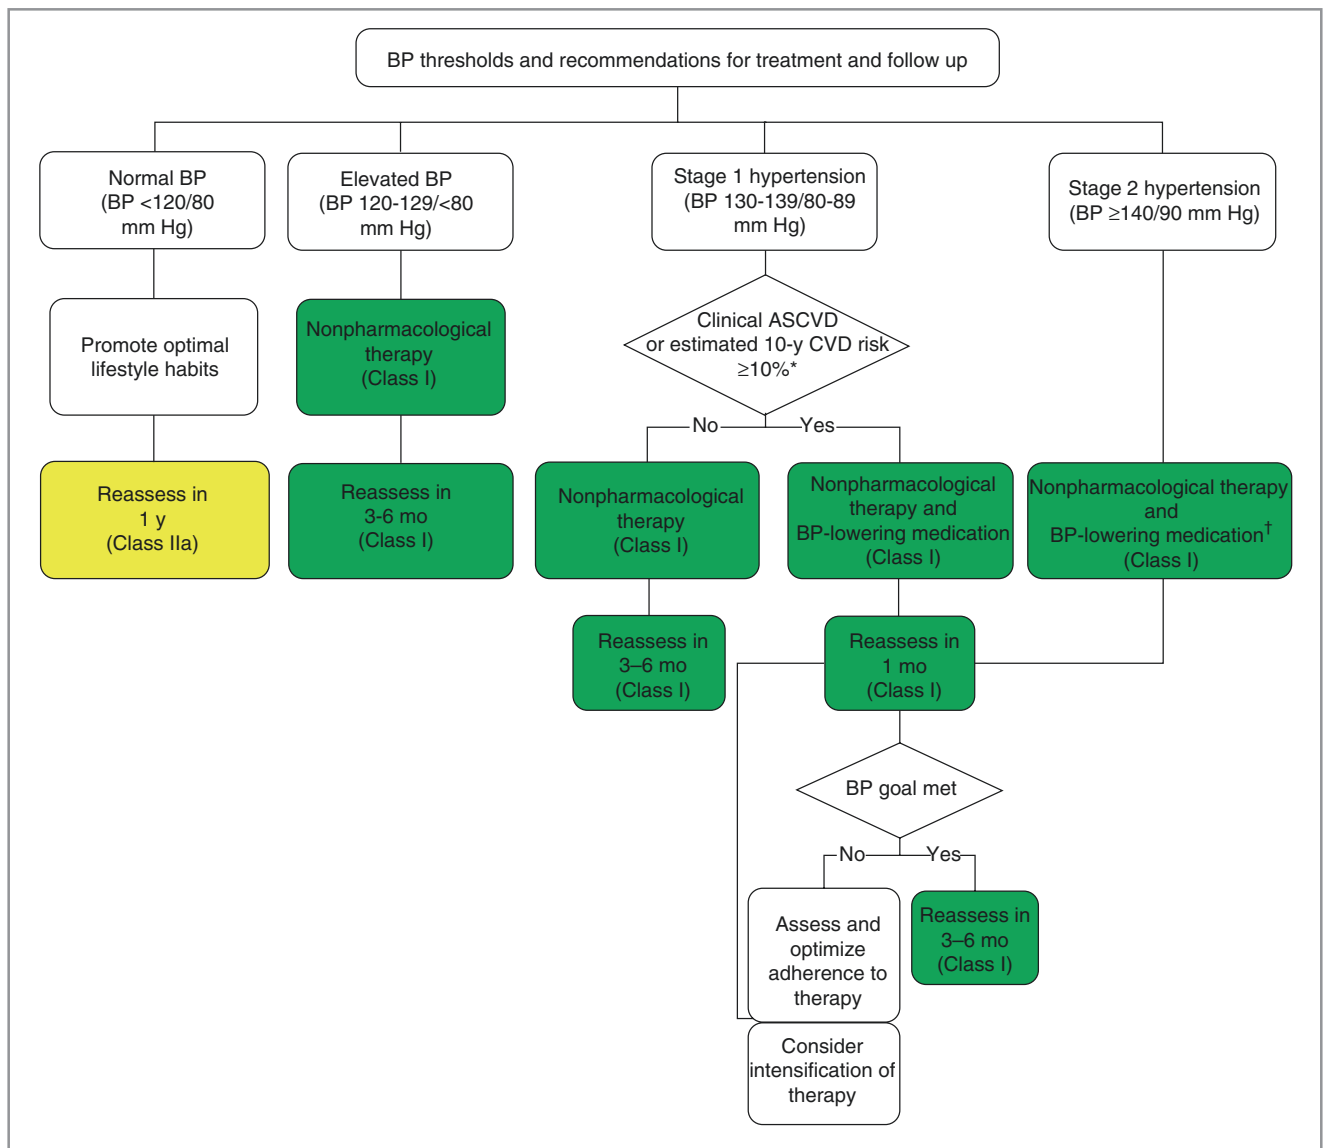 BP thresholds and recommendations for treatment and follow up
Normal BP
(BP <120/80
mm Hg)
Elevated BP
(BP 120-129/<80
mm Hg)
Stage 1 hypertension
(BP 130-139/80-89
mm Hg)
Stage 2 hypertension
(BP ≥140/90 mm Hg)
Promote optimal
lifestyle habits
Nonpharmacological
therapy
(Class I)
Clinical ASCVD
or estimated 10-y CVD risk
≥10%*
No
Yes
Reassess in
1 y
(Class IIa)
Reassess in
3-6 mo
(Class I)
Nonpharmacological
therapy
(Class I)
Nonpharmacological
therapy and
BP-lowering medication
(Class I)
Nonpharmacological therapy
and
BP-lowering medication†
(Class I)
Reassess in
3–6 mo
(Class I)
Reassess in
1 mo
(Class I)
BP goal met
No
Yes
Assess and
optimize
adherence to
therapy
Reassess in
3–6 mo
(Class I)
Consider
intensification of
therapy